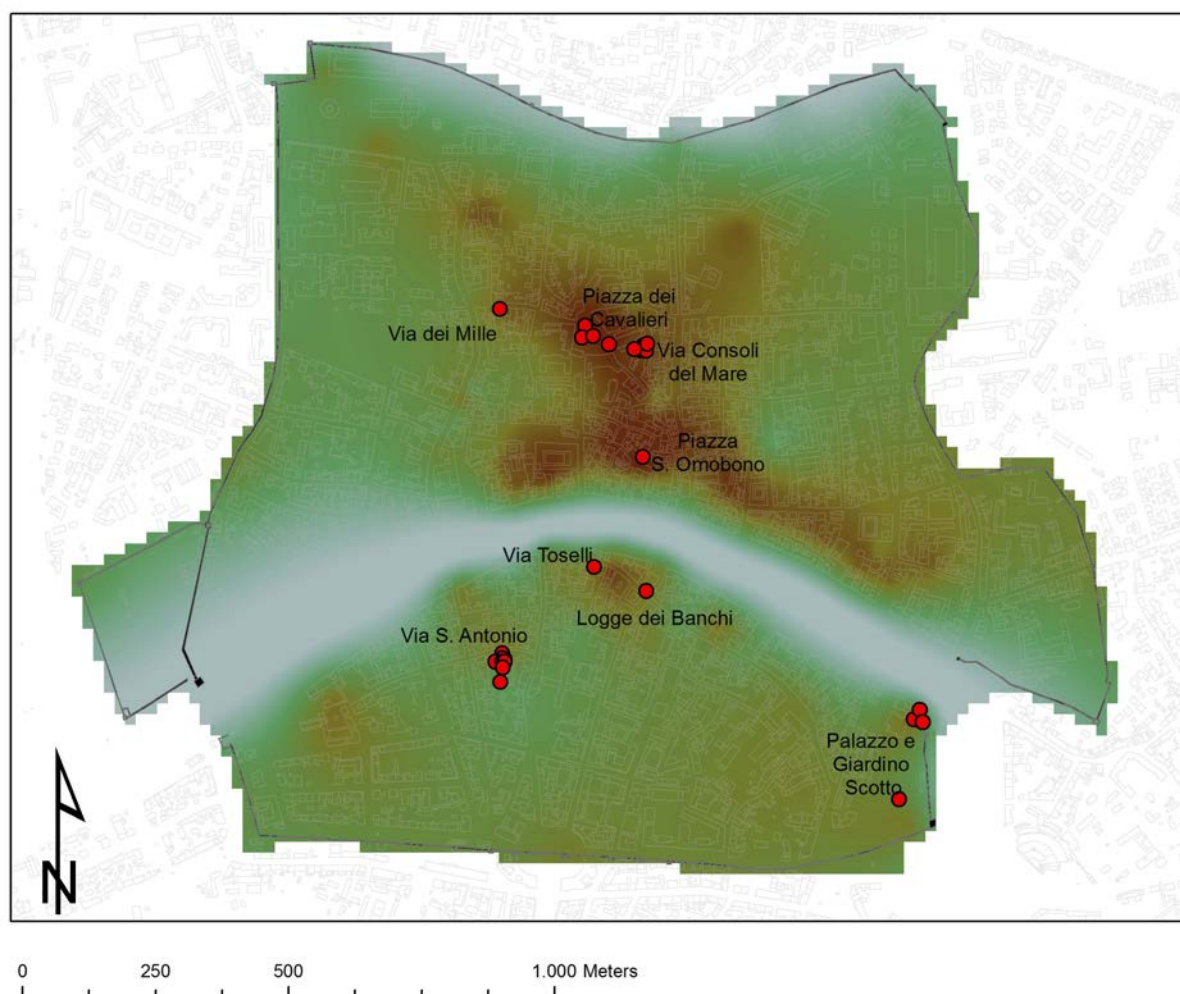 Piazza dei
Cavalieri
Via dei Mille
Via Consoli
del Mare
Piazza
S. Omobono
Via Toselli
Logge dei Banchi
Via S. Antonio
Palazzo e
Giardino
Scotto
N
0 250 500 1.000 Meters